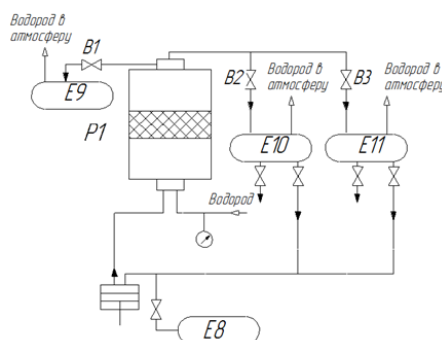 Водород в
атмосферу
В1
Е9
Р1
В2
Водород в
атмосферу
В3
Водород в
атмосферу
Е10
Е11
Водород
Е8